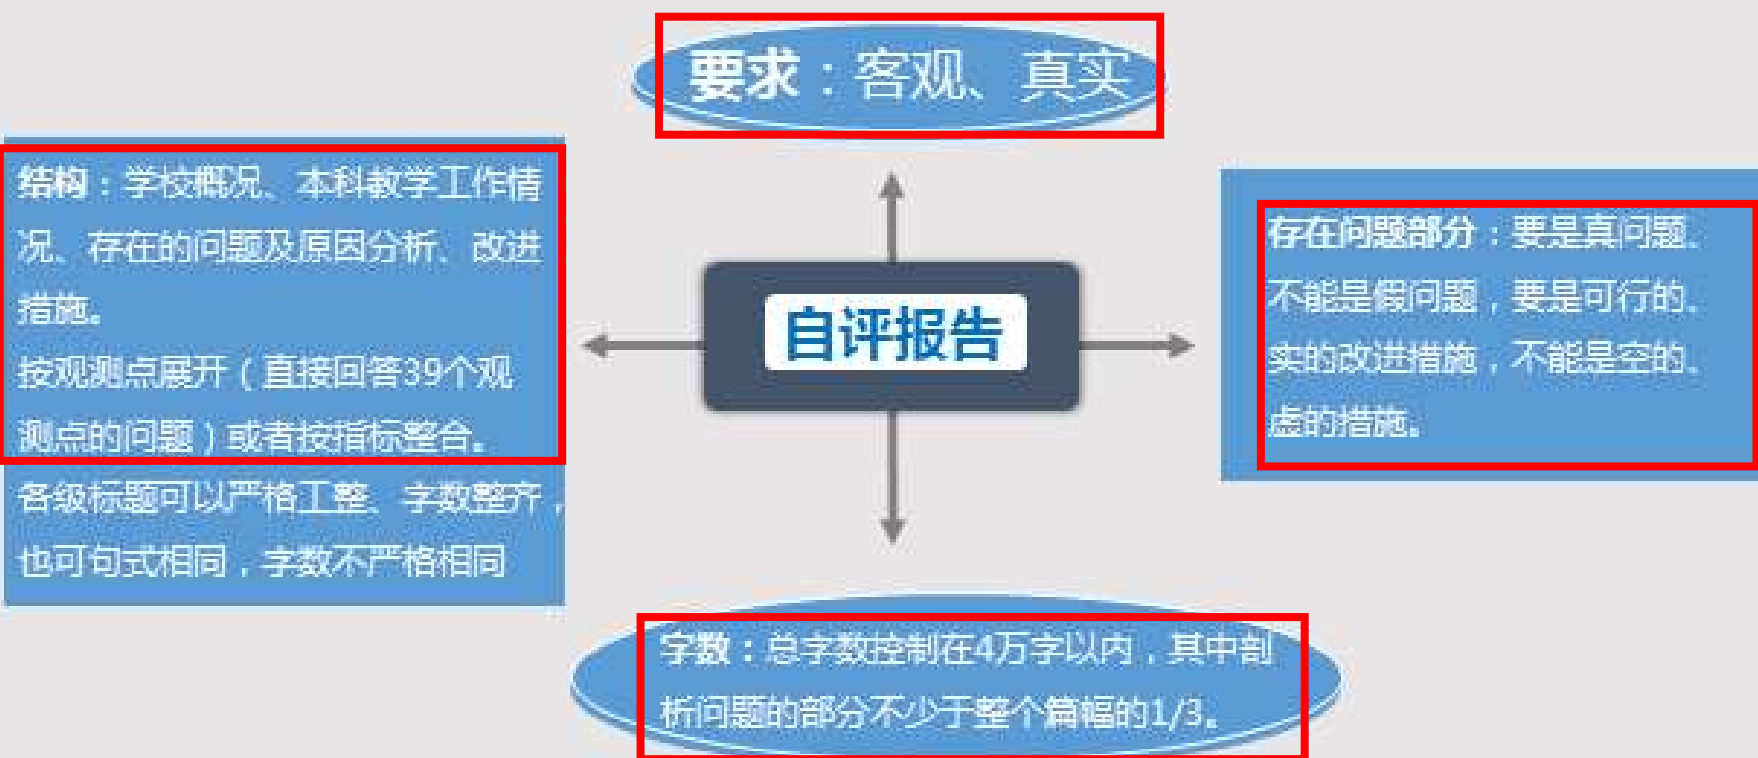 要求：客观、真实
结构：学校概况、本科教学工作情
况、存在的问题及原因分析、改进
措施。
按观测点展开（直接回答39个观
测点的问题）或者按指标整合。
各级标题可以严格工整、字数整齐，
也可句式相同，字数不严格相同
自评报告
存在问题部分：要是真问题、
不能是假问题，要是可行的、
实的改进措施，不能是空的、
虚的措施。
字数：总字数控制在4万字以内，其中剖
析问题的部分不少于整个篇幅的1/3。